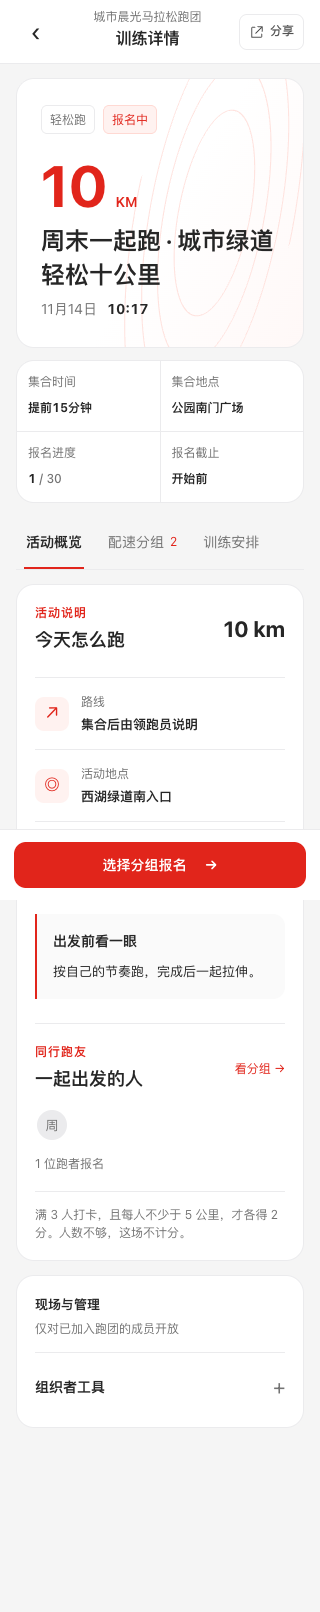 城市晨光马拉松跑团
训练详情
分享
轻松跑
报名中
10 KM
周末一起跑 · 城市绿道
轻松十公里
11月14日 10:17
集合时间
提前15分钟
集合地点
公园南门广场
报名进度
1 / 30
报名截止
开始前
活动概览
配速分组 2
训练安排
活动说明
今天怎么跑
10 km
路线
集合后由领跑员说明
活动地点
西湖绿道南入口
选择分组报名 →
出发前看一眼
按自己的节奏跑，完成后一起拉伸。
同行跑友
一起出发的人
看分组 →
周
1 位跑者报名
满 3 人打卡，且每人不少于 5 公里，才各得 2
分。人数不够，这场不计分。
现场与管理
仅对已加入跑团的成员开放
组织者工具